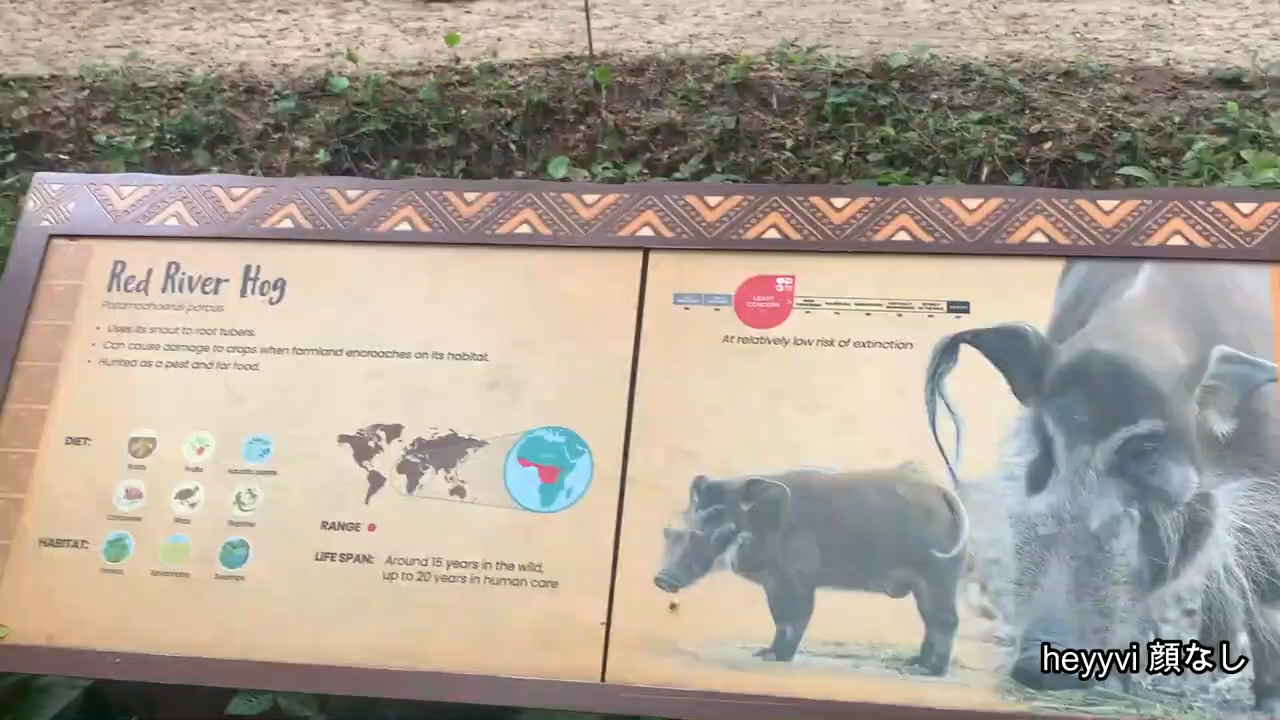 Red River Hog
Potamochoerus porcus
• Uses its snout to root tubers.
• Can cause damage to crops when farmland encroaches on its habitat.
• Hunted as a pest and for food.
DIET:
Roots
Fruits
HABITAT:
Swamps
RANGE
LIFE SPAN: Around 15 years in the wild,
up to 20 years in human care
LEAST
CONCERN
At relatively low risk of extinction
heyyvi 顔なし